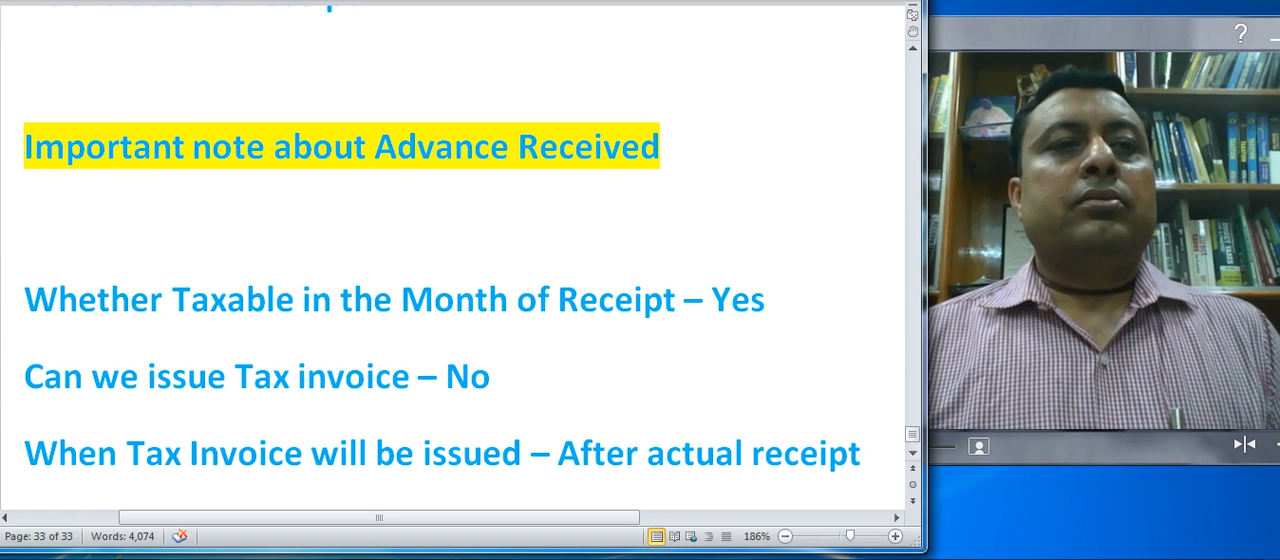 Important note about Advance Received
Whether Taxable in the Month of Receipt – Yes
Can we issue Tax invoice – No
When Tax Invoice will be issued – After actual receipt
Page: 33 of 33
Words: 4,074
186%